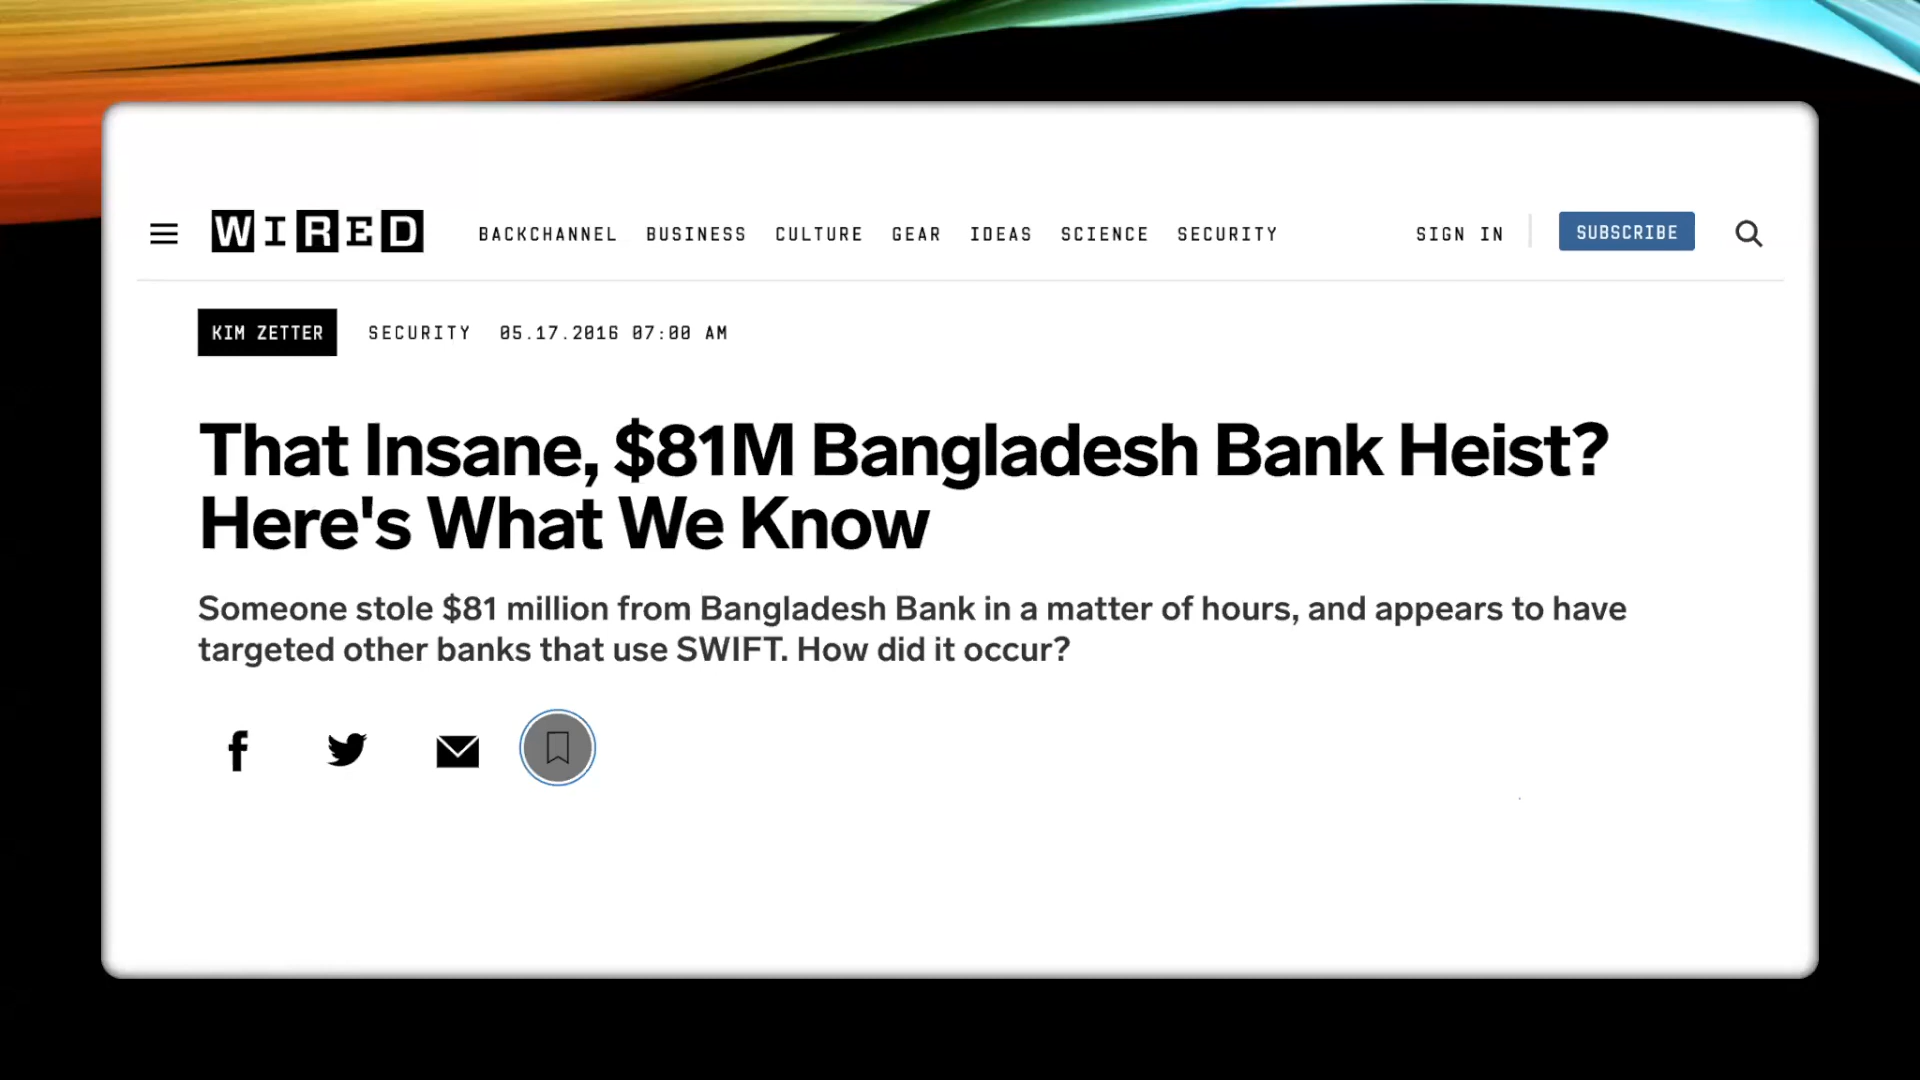 WIRED BACKCHANNEL BUSINESS CULTURE GEAR IDEAS SCIENCE SECURITY SIGN IN SUBSCRIBE
KIM ZETTER SECURITY 05.17.2016 07:00 AM
That Insane, $81M Bangladesh Bank Heist?
Here's What We Know
Someone stole $81 million from Bangladesh Bank in a matter of hours, and appears to have
targeted other banks that use SWIFT. How did it occur?